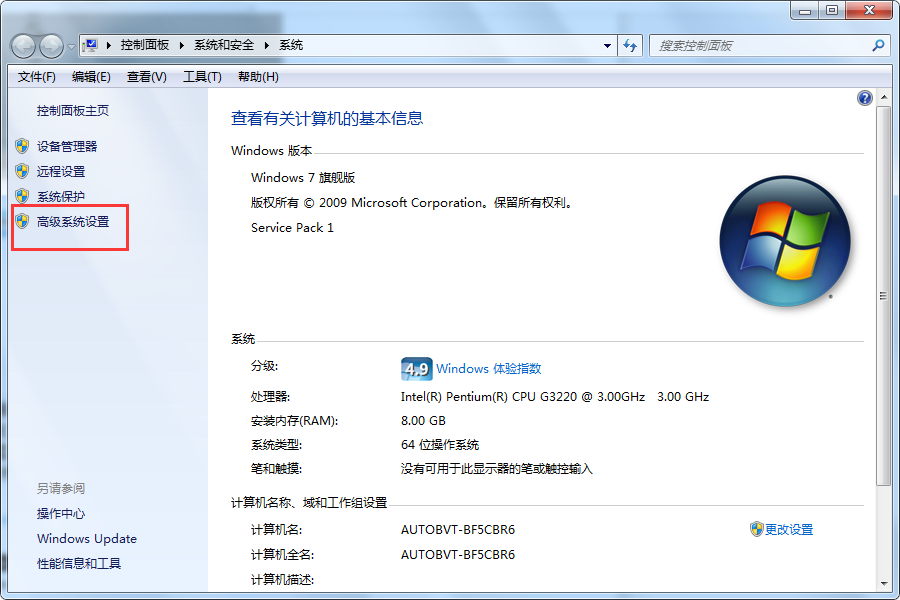 控制面板 系统和安全 系统
搜索控制面板
文件(F) 编辑(E) 查看(V) 工具(T) 帮助(H)
控制面板主页
设备管理器
远程设置
系统保护
高级系统设置
另请参阅
操作中心
Windows Update
性能信息和工具
查看有关计算机的基本信息
Windows 版本
Windows 7 旗舰版
版权所有 © 2009 Microsoft Corporation。保留所有权利。
Service Pack 1
系统
分级: 4.9 Windows 体验指数
处理器: Intel(R) Pentium(R) CPU G3220 @ 3.00GHz 3.00 GHz
安装内存(RAM): 8.00 GB
系统类型: 64 位操作系统
笔和触摸: 没有可用于此显示器的笔或触控输入
计算机名称、域和工作组设置
计算机名: AUTOBVT-BF5CBR6 更改设置
计算机全名: AUTOBVT-BF5CBR6
计算机描述: